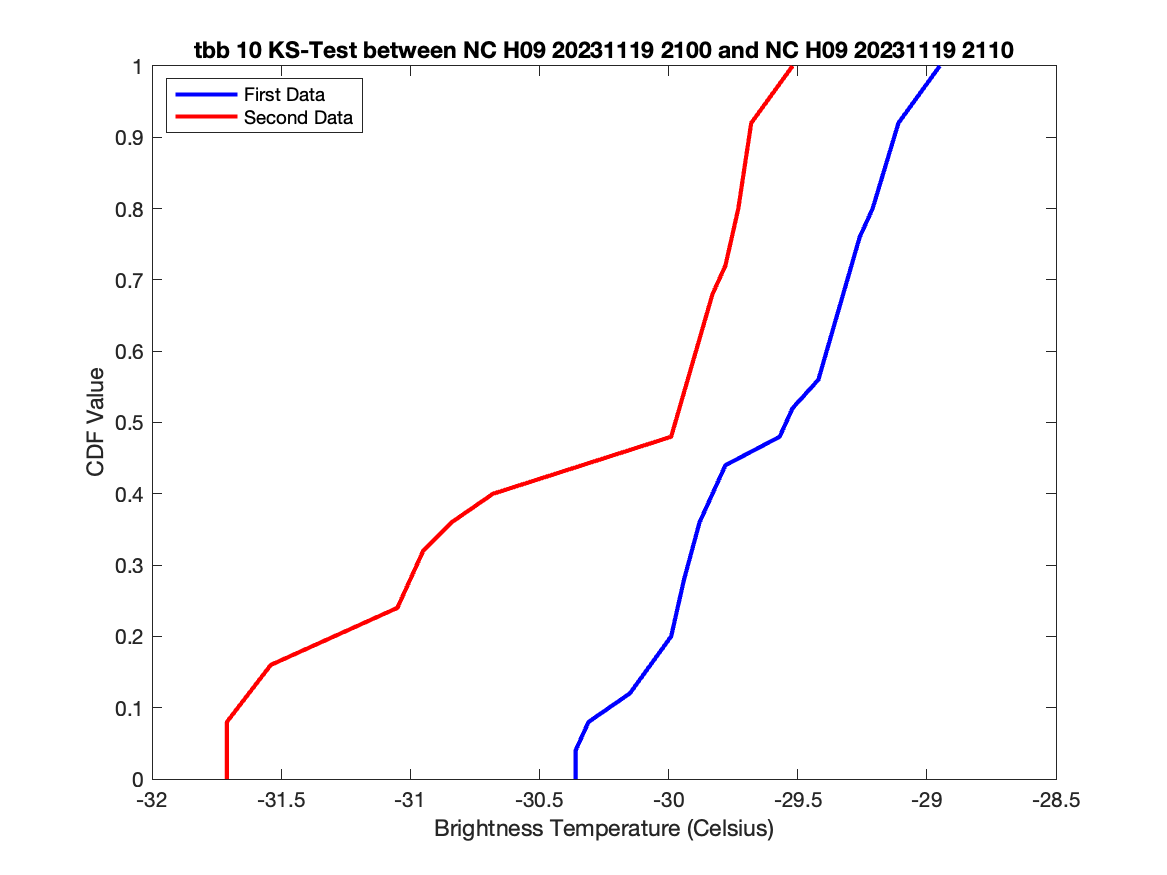 tbb 10 KS-Test between NC H09 20231119 2100 and NC H09 20231119 2110
First Data
Second Data
1
0.9
0.8
0.7
0.6
0.5
0.4
0.3
0.2
0.1
0
CDF Value
-32 -31.5 -31 -30.5 -30 -29.5 -29 -28.5
Brightness Temperature (Celsius)